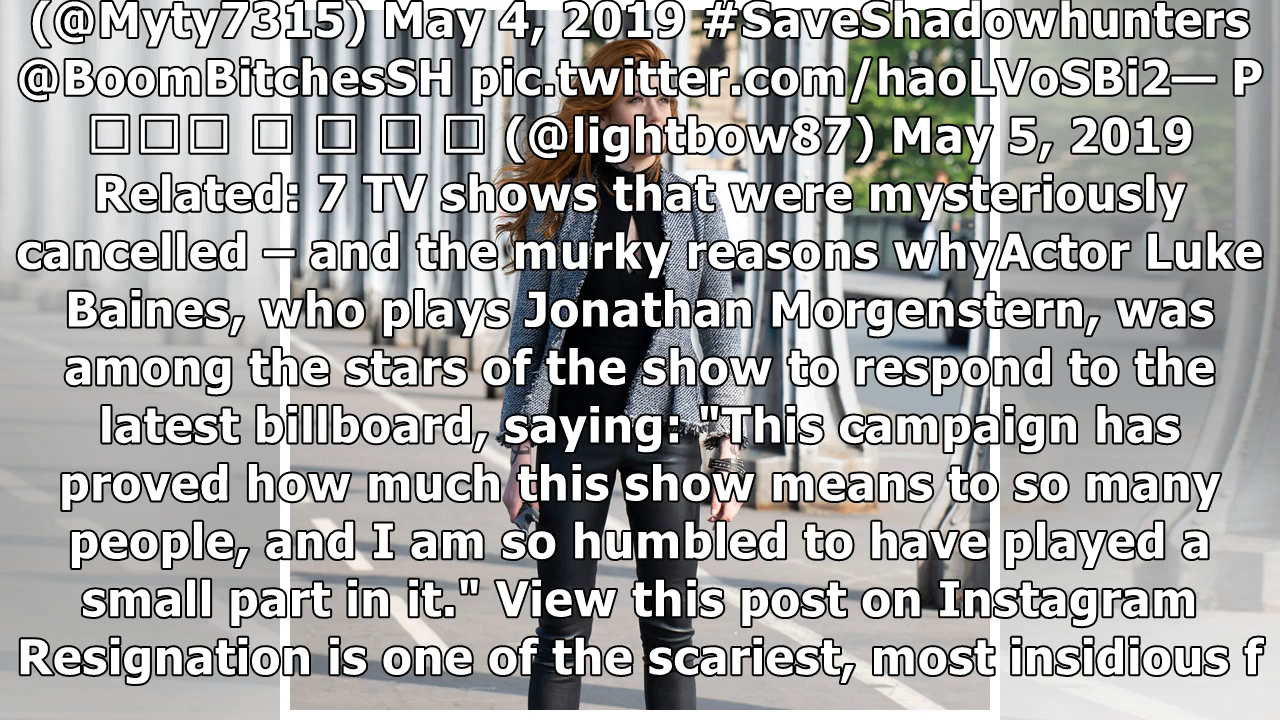 (@Myty7315) May 4, 2019 #SaveShadowhunters
@BoomBitchesSH pic.twitter.com/haoLVoSBi2— P
□□□ □ □ □ □ (@lightbow87) May 5, 2019
Related: 7 TV shows that were mysteriously
cancelled – and the murky reasons whyActor Luke
Baines, who plays Jonathan Morgenstern, was
among the stars of the show to respond to the
latest billboard, saying: "This campaign has
proved how much this show means to so many
people, and I am so humbled to have played a
small part in it." View this post on Instagram
Resignation is one of the scariest, most insidious f